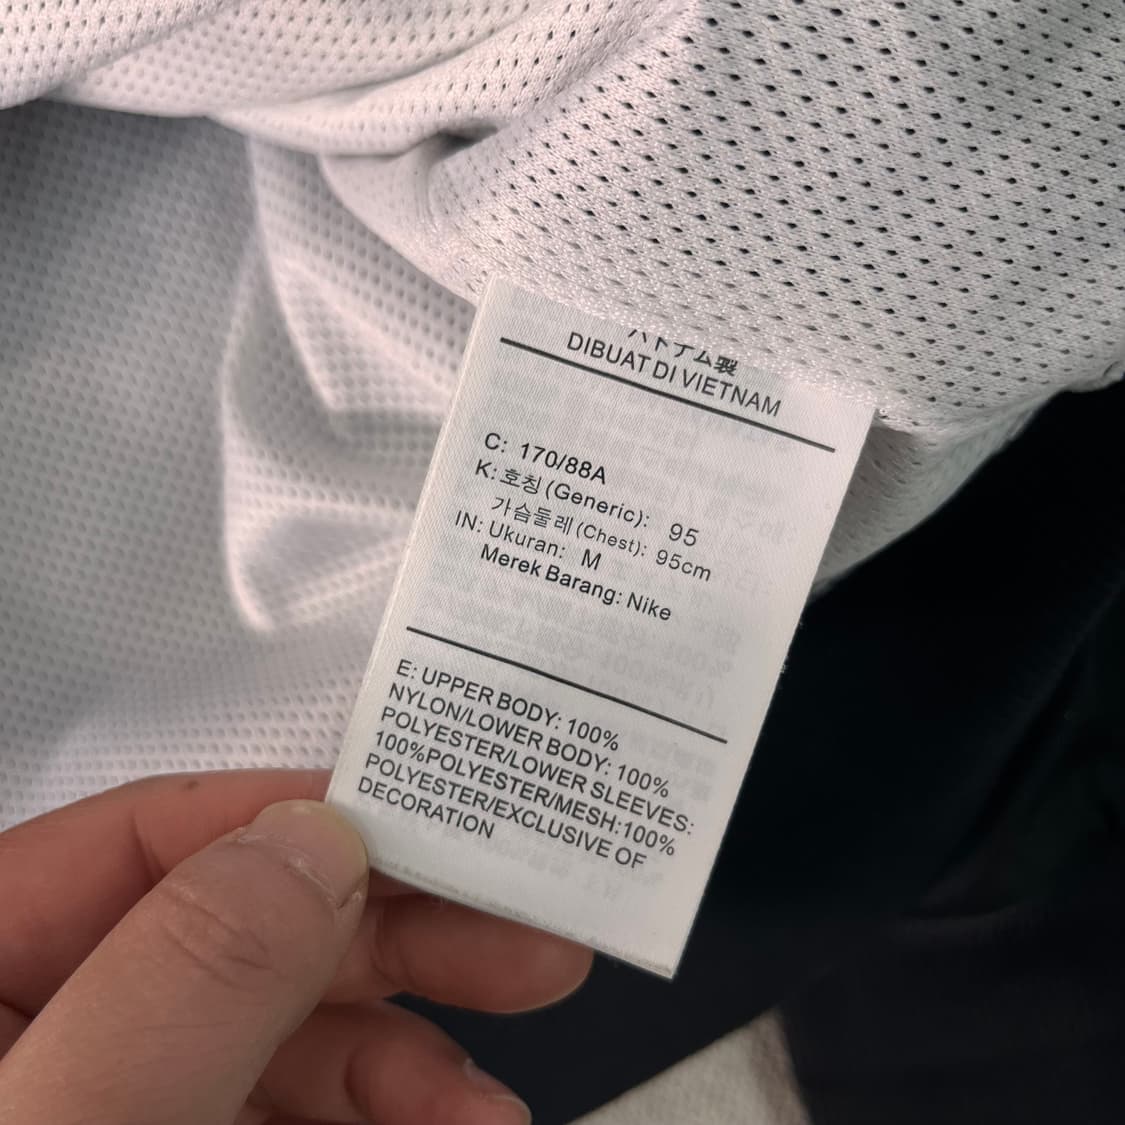 ベトナム製
DIBUAT DI VIETNAM
C: 170/88A
K: 호칭(Generic): 95
가슴둘레(Chest): 95cm
IN: Ukuran: M
Merek Barang: Nike
E: UPPER BODY: 100%
NYLON/LOWER BODY: 100%
POLYESTER/LOWER SLEEVES:
100%POLYESTER/MESH:100%
POLYESTER/EXCLUSIVE OF
DECORATION